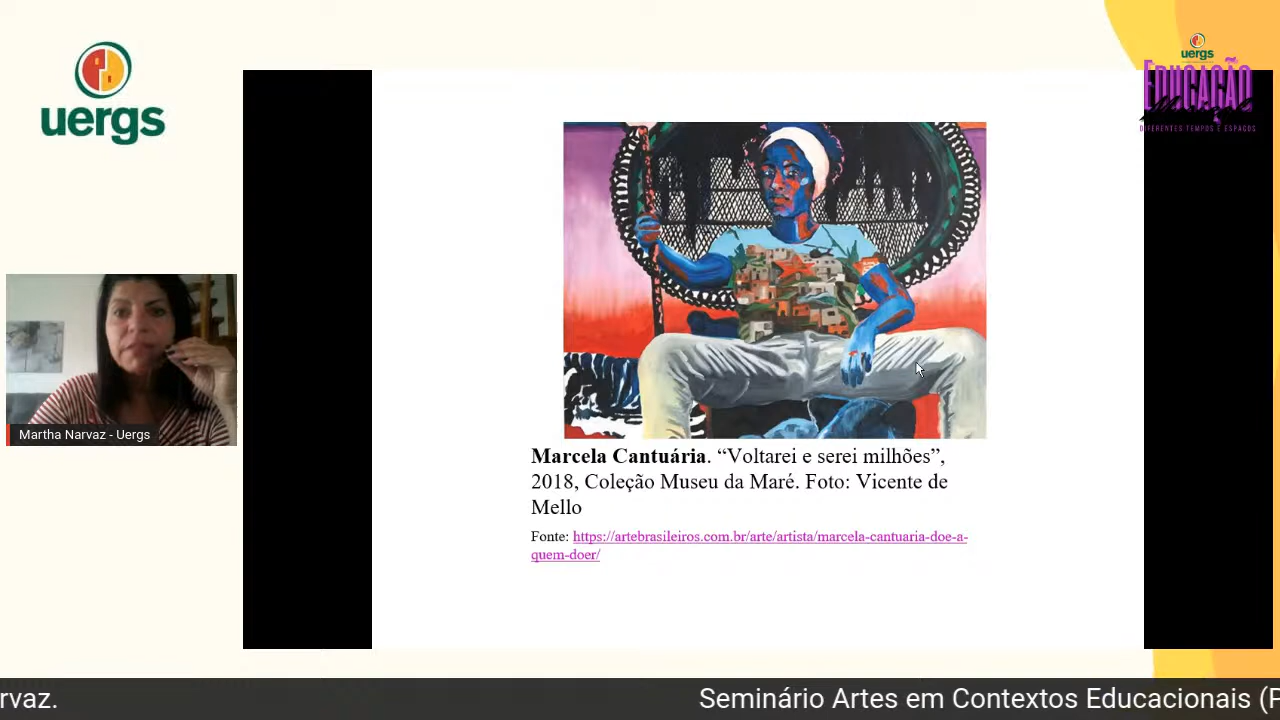 uergs
uergs
EDUCAÇÃO
DIFERENTES TEMPOS E ESPAÇOS
Martha Narvaz - Uergs
Marcela Cantuária. “Voltarei e serei milhões”,
2018, Coleção Museu da Maré. Foto: Vicente de
Mello
Fonte: https://artebrasileiros.com.br/arte/artista/marcela-cantuaria-doe-a-
quem-doer/
rvaz.
Seminário Artes em Contextos Educacionais (P